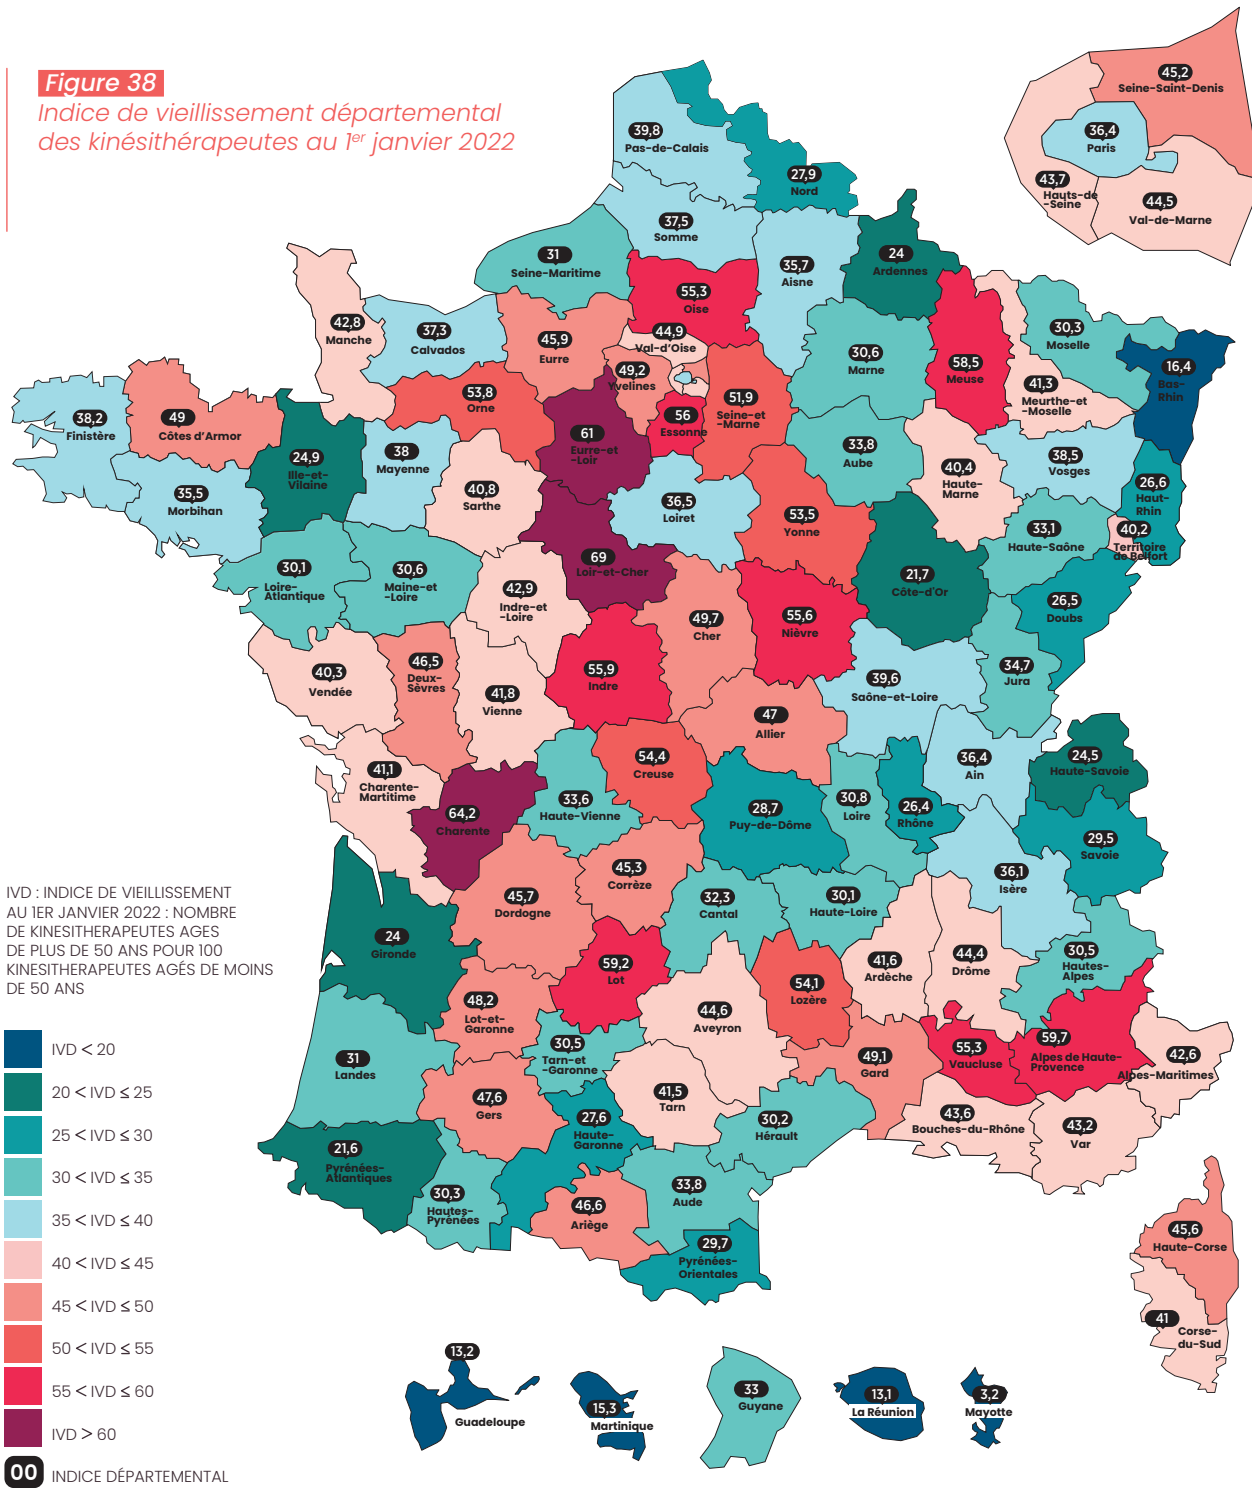 Figure 38
Indice de vieillissement départemental
des kinésithérapeutes au 1er janvier 2022
45,2
Seine-Saint-Denis
36,4
Paris
43,7
Hauts-de
-Seine
44,5
Val-de-Marne
39,8
Pas-de-Calais
27,9
Nord
37,5
Somme
31
Seine-Maritime
35,7
Aisne
24
Ardennes
55,3
Oise
42,8
Manche
37,3
Calvados
45,9
Eurre
44,9
Val-d'Oise
30,6
Marne
58,5
Meuse
30,3
Moselle
16,4
Bas-
Rhin
41,3
Meurthe-et
-Moselle
49,2
Yvelines
53,8
Orne
51,9
Seine-et
-Marne
56
Essonne
38,2
Finistère
49
Côtes d'Armor
24,9
Ille-et-
Vilaine
38
Mayenne
61
Eurre-et
-Loir
33,8
Aube
40,4
Haute-
Marne
38,5
Vosges
26,6
Haut-
Rhin
35,5
Morbihan
40,8
Sarthe
36,5
Loiret
53,5
Yonne
33,1
Haute-Saône
40,2
Territoire
de Belfort
30,1
Loire-
Atlantique
30,6
Maine-et
-Loire
42,9
Indre-et
-Loire
69
Loir-et-Cher
21,7
Côte-d'Or
26,5
Doubs
49,7
Cher
55,6
Nièvre
40,3
Vendée
46,5
Deux-
Sèvres
41,8
Vienne
55,9
Indre
39,6
Saône-et-Loire
34,7
Jura
47
Allier
41,1
Charente-
Martitime
64,2
Charente
33,6
Haute-Vienne
54,4
Creuse
28,7
Puy-de-Dôme
30,8
Loire
26,4
Rhône
36,4
Ain
24,5
Haute-Savoie
29,5
Savoie
36,1
Isère
45,7
Dordogne
45,3
Corrèze
32,3
Cantal
30,1
Haute-Loire
IVD : INDICE DE VIEILLISSEMENT
AU 1ER JANVIER 2022 : NOMBRE
DE KINESITHERAPEUTES AGES
DE PLUS DE 50 ANS POUR 100
KINESITHERAPEUTES AGÉS DE MOINS
DE 50 ANS
24
Gironde
59,2
Lot
54,1
Lozère
41,6
Ardèche
44,4
Drôme
30,5
Hautes-
Alpes
48,2
Lot-et-
Garonne
44,6
Aveyron
30,5
Tarn-et
-Garonne
31
Landes
49,1
Gard
55,3
Vaucluse
59,7
Alpes de Haute-
Provence
42,6
Alpes-Maritimes
47,6
Gers
27,6
Haute-
Garonne
41,5
Tarn
30,2
Hérault
43,6
Bouches-du-Rhône
43,2
Var
21,6
Pyrénées-
Atlantiques
30,3
Hautes-
Pyrénées
46,6
Ariège
33,8
Aude
29,7
Pyrénées-
Orientales
45,6
Haute-Corse
41
Corse-
du-Sud
IVD < 20
20 < IVD ≤ 25
25 < IVD ≤ 30
30 < IVD ≤ 35
35 < IVD ≤ 40
40 < IVD ≤ 45
45 < IVD ≤ 50
50 < IVD ≤ 55
55 < IVD ≤ 60
IVD > 60
00 INDICE DÉPARTEMENTAL
13,2
Guadeloupe
15,3
Martinique
33
Guyane
13,1
La Réunion
3,2
Mayotte